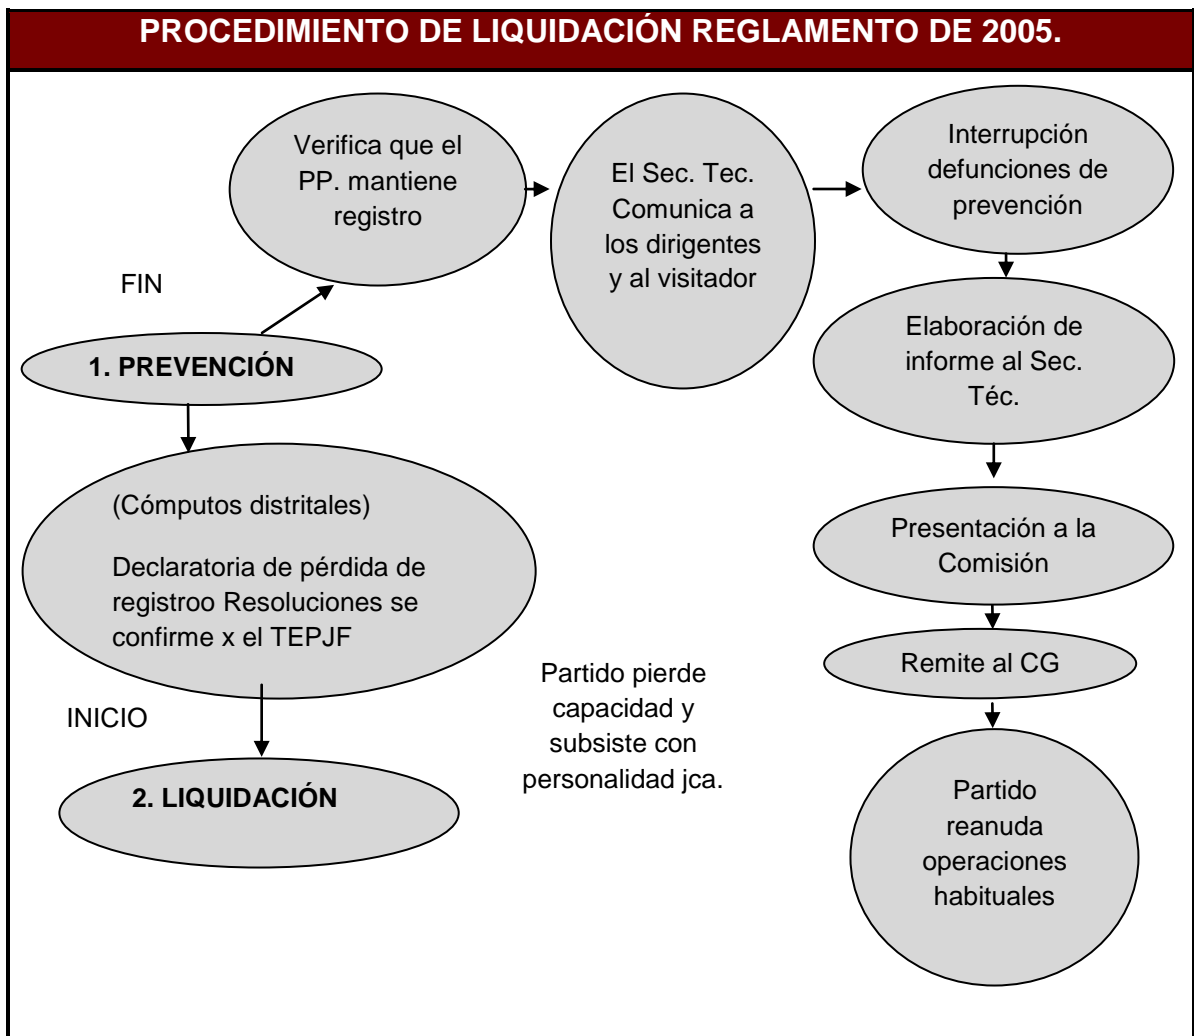 PROCEDIMIENTO DE LIQUIDACIÓN REGLAMENTO DE 2005.
Verifica que el
PP. mantiene
registro
El Sec. Tec.
Comunica a
los dirigentes
y al visitador
Interrupción
defunciones de
prevención
FIN
1. PREVENCIÓN
Elaboración de
informe al Sec.
Téc.
(Cómputos distritales)
Declaratoria de pérdida de
registroo Resoluciones se
confirme x el TEPJF
Presentación a la
Comisión
Remite al CG
INICIO
Partido pierde
capacidad y
subsiste con
personalidad jca.
2. LIQUIDACIÓN
Partido
reanuda
operaciones
habituales